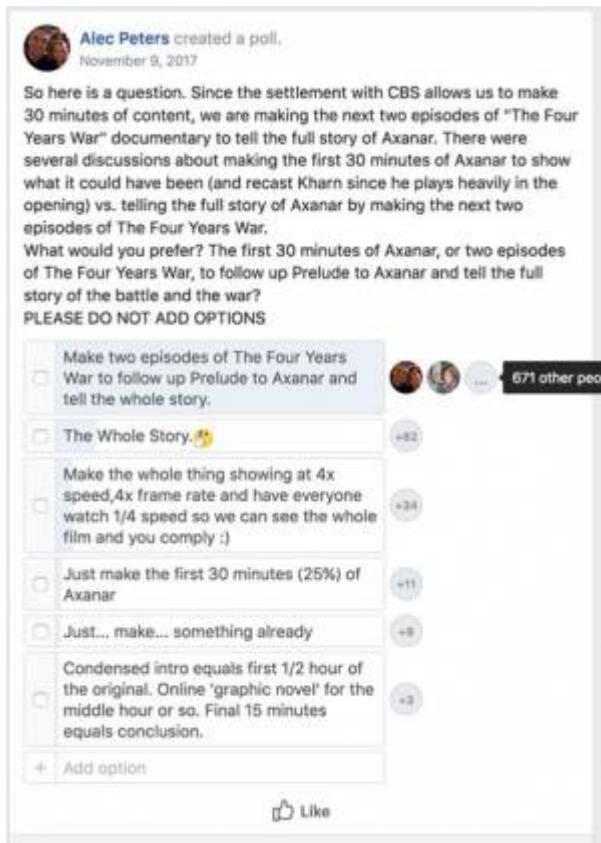 Alec Peters created a poll.
November 9, 2017
So here is a question. Since the settlement with CBS allows us to make
30 minutes of content, we are making the next two episodes of "The Four
Years War" documentary to tell the full story of Axanar. There were
several discussions about making the first 30 minutes of Axanar to show
what it could have been (and recast Kharn since he plays heavily in the
opening) vs. telling the full story of Axanar by making the next two
episodes of The Four Years War.
What would you prefer? The first 30 minutes of Axanar, or two episodes
of The Four Years War, to follow up Prelude to Axanar and tell the full
story of the battle and the war?
PLEASE DO NOT ADD OPTIONS
Make two episodes of The Four Years
War to follow up Prelude to Axanar and
tell the whole story.
... 671 other peo
The Whole Story.🤔
+82
Make the whole thing showing at 4x
speed,4x frame rate and have everyone
watch 1/4 speed so we can see the whole
film and you comply :)
+34
Just make the first 30 minutes (25%) of
Axanar
+11
Just... make... something already
+9
Condensed intro equals first 1/2 hour of
the original. Online 'graphic novel' for the
middle hour or so. Final 15 minutes
equals conclusion.
+3
+ Add option
Like